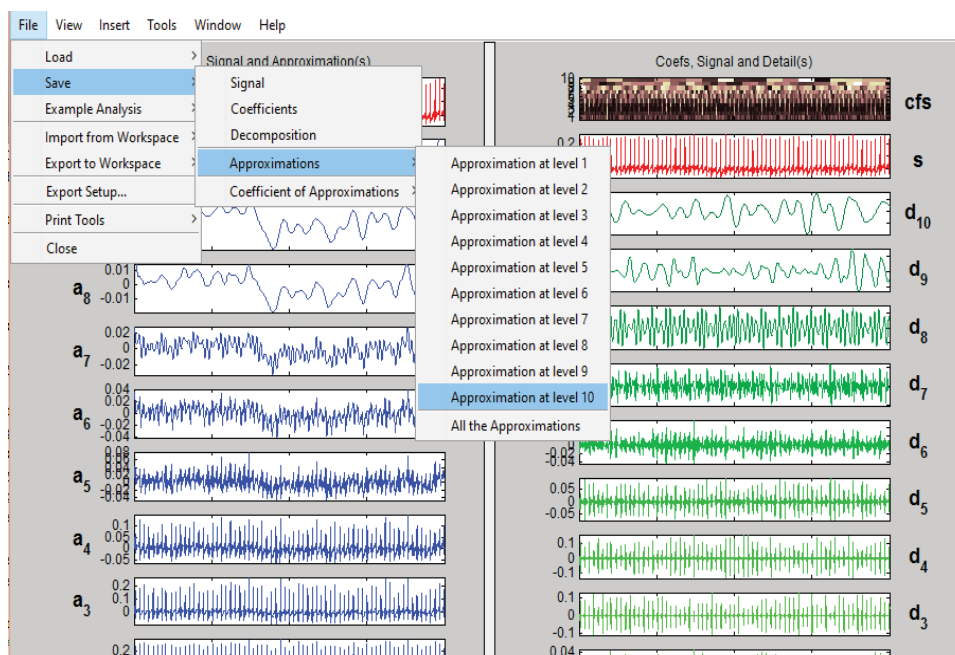 File View Insert Tools Window Help
Load
Save
Example Analysis
Import from Workspace
Export to Workspace
Export Setup...
Print Tools
Close
Signal
Coefficients
Decomposition
Approximations
Coefficient of Approximations
Approximation at level 1
Approximation at level 2
Approximation at level 3
Approximation at level 4
Approximation at level 5
Approximation at level 6
Approximation at level 7
Approximation at level 8
Approximation at level 9
Approximation at level 10
All the Approximations
Signal and Approximation(s)
0.01
0
-0.01
a8
0.02
0
-0.02
a7
0.04
0.02
0
-0.02
-0.04
a6
a5
0.1
0.05
0
-0.05
a4
0.2
0.1
0
a3
0.2
Coefs, Signal and Detail(s)
10
cfs
0.2
s
d10
d9
d8
d7
-0.02
-0.04
d6
0.05
0
-0.05
d5
0.1
0
-0.1
d4
0.1
0
-0.1
d3
0.04